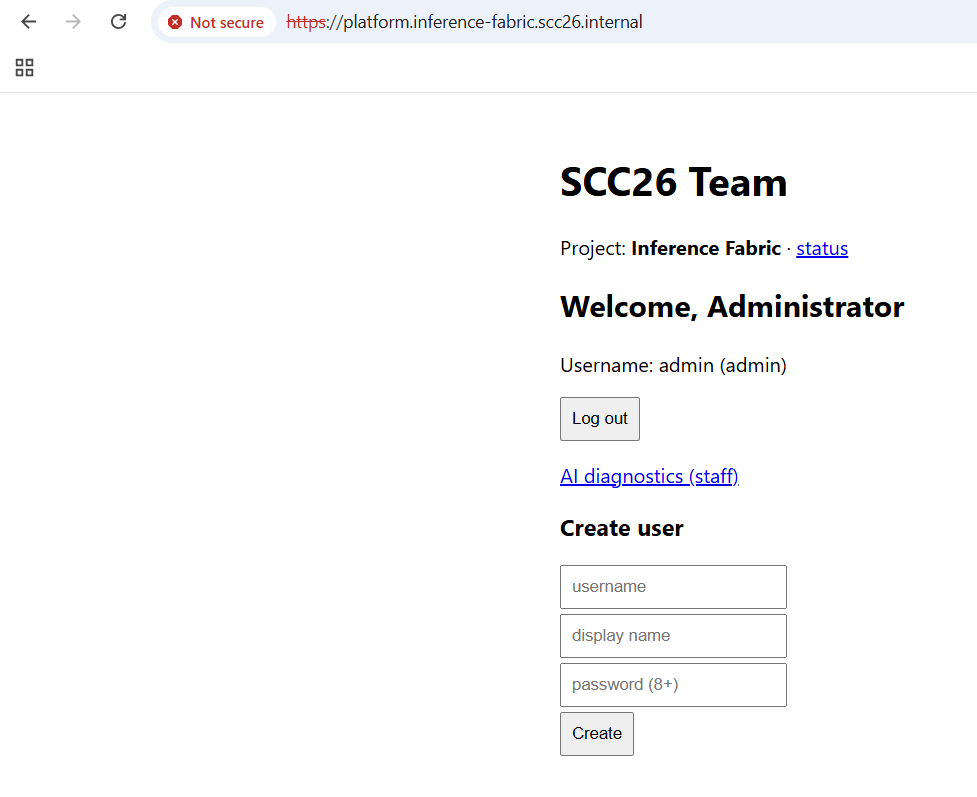 Not secure https://platform.inference-fabric.scc26.internal
SCC26 Team
Project: Inference Fabric · status
Welcome, Administrator
Username: admin (admin)
Log out
AI diagnostics (staff)
Create user
username
display name
password (8+)
Create